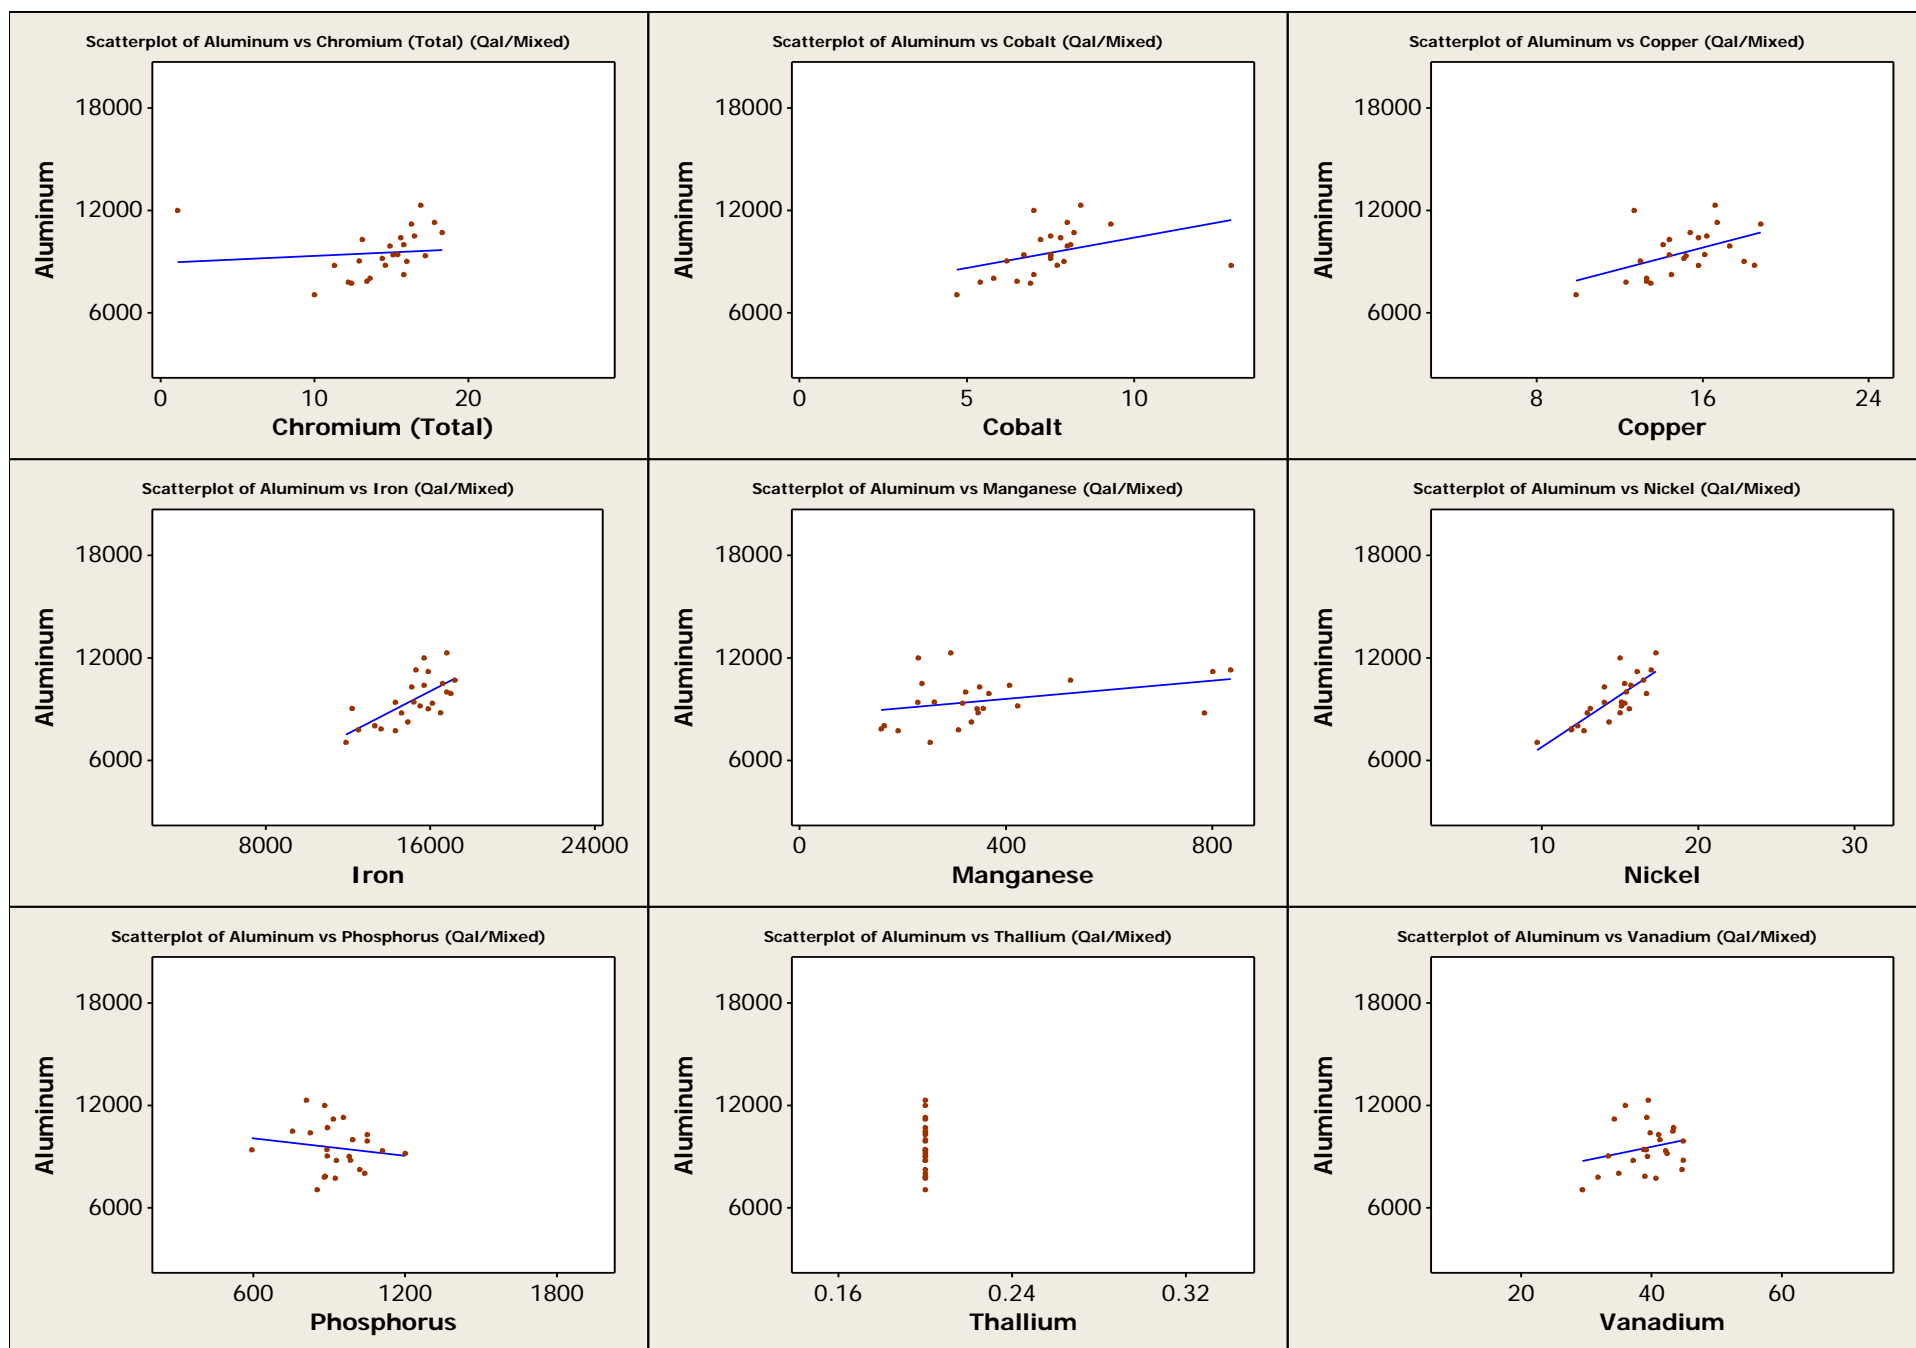 Scatterplot of Aluminum vs Chromium (Total) (Qal/Mixed)
18000
12000
6000
Aluminum
0 10 20
Chromium (Total)
Scatterplot of Aluminum vs Cobalt (Qal/Mixed)
18000
12000
6000
Aluminum
0 5 10
Cobalt
Scatterplot of Aluminum vs Copper (Qal/Mixed)
18000
12000
6000
Aluminum
8 16 24
Copper
Scatterplot of Aluminum vs Iron (Qal/Mixed)
18000
12000
6000
Aluminum
8000 16000 24000
Iron
Scatterplot of Aluminum vs Manganese (Qal/Mixed)
18000
12000
6000
Aluminum
0 400 800
Manganese
Scatterplot of Aluminum vs Nickel (Qal/Mixed)
18000
12000
6000
Aluminum
10 20 30
Nickel
Scatterplot of Aluminum vs Phosphorus (Qal/Mixed)
18000
12000
6000
Aluminum
600 1200 1800
Phosphorus
Scatterplot of Aluminum vs Thallium (Qal/Mixed)
18000
12000
6000
Aluminum
0.16 0.24 0.32
Thallium
Scatterplot of Aluminum vs Vanadium (Qal/Mixed)
18000
12000
6000
Aluminum
20 40 60
Vanadium